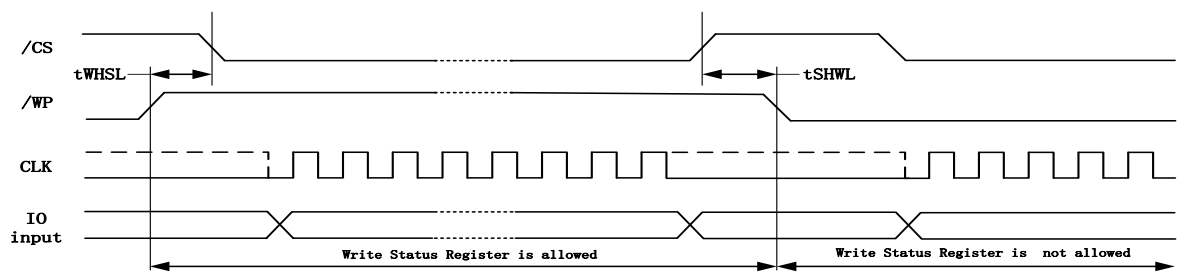 /CS
tWHSL
tSHWL
/WP
CLK
IO
input
Write Status Register is allowed
Write Status Register is not allowed